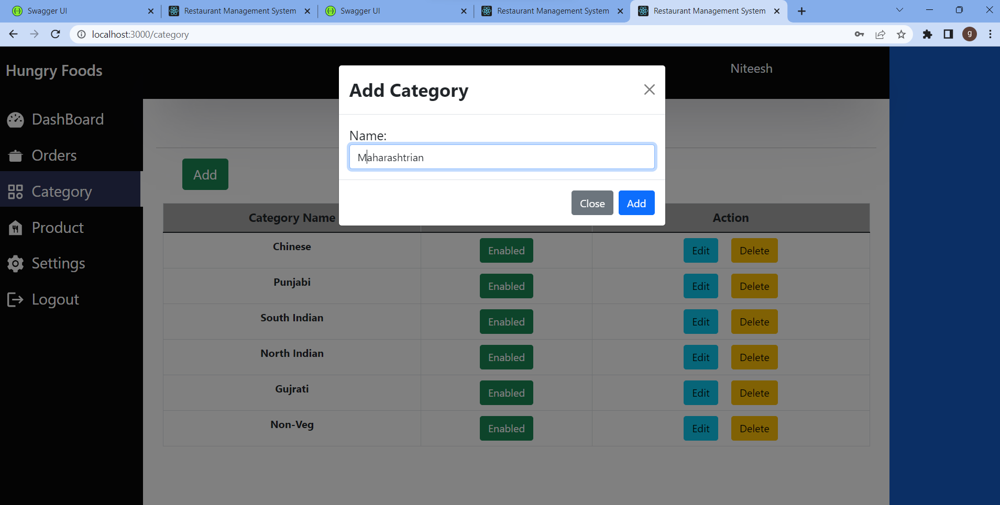 Swagger UI
Restaurant Management System
Swagger UI
Restaurant Management System
Restaurant Management System
localhost:3000/category
g
Hungry Foods
Niteesh
DashBoard
Orders
Category
Product
Settings
Logout
Add Category
Name:
Maharashtrian
Close Add
Add
Category Name Action
Chinese Enabled Edit Delete
Punjabi Enabled Edit Delete
South Indian Enabled Edit Delete
North Indian Enabled Edit Delete
Gujrati Enabled Edit Delete
Non-Veg Enabled Edit Delete